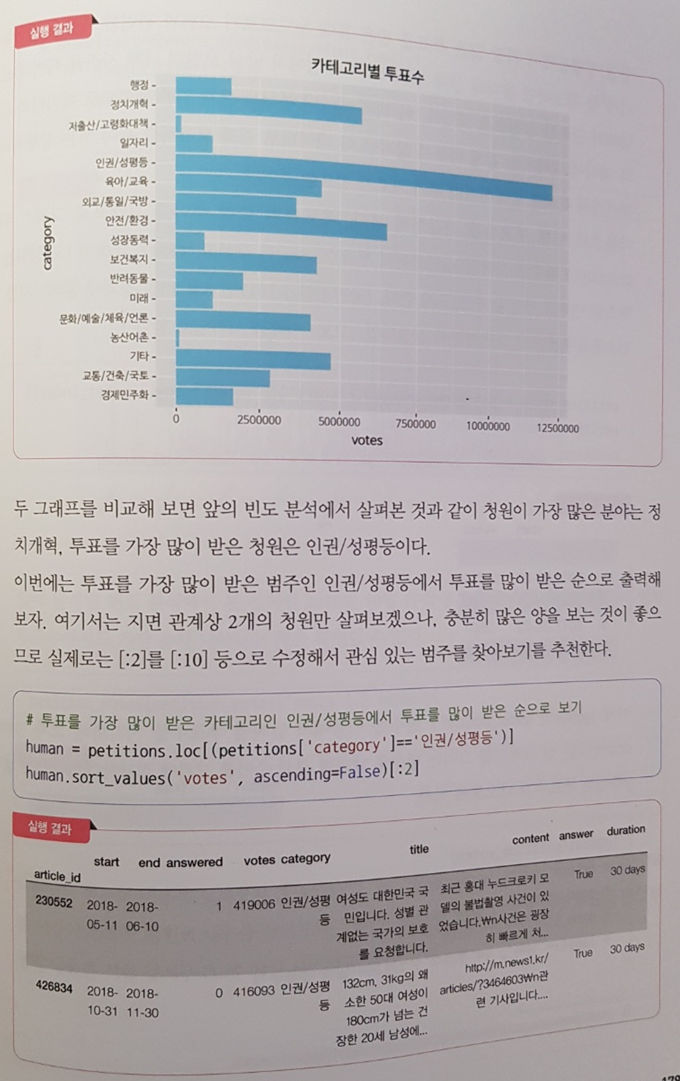 실행 결과
카테고리별 투표수
행정
정치개혁
저출산/고령화대책
일자리
인권/성평등
육아/교육
외교/통일/국방
안전/환경
성장동력
보건복지
반려동물
미래
문화/예술/체육/언론
농산어촌
기타
교통/건축/국토
경제민주화
category
0 2500000 5000000 7500000 10000000 12500000
votes
두 그래프를 비교해 보면 앞의 빈도 분석에서 살펴본 것과 같이 청원이 가장 많은 분야는 정
치개혁, 투표를 가장 많이 받은 청원은 인권/성평등이다.
이번에는 투표를 가장 많이 받은 범주인 인권/성평등에서 투표를 많이 받은 순으로 출력해
보자. 여기서는 지면 관계상 2개의 청원만 살펴보겠으나, 충분히 많은 양을 보는 것이 좋으
므로 실제로는 [:2]를 [:10] 등으로 수정해서 관심 있는 범주를 찾아보기를 추천한다.
# 투표를 가장 많이 받은 카테고리인 인권/성평등에서 투표를 많이 받은 순으로 보기
human = petitions.loc[(petitions['category']=='인권/성평등')]
human.sort_values('votes', ascending=False)[:2]
실행 결과
start end answered votes category title content answer duration
article_id
230552 2018- 2018- 1 419006 인권/성평 여성도 대한민국 국 최근 홍대 누드크로키 모 True 30 days
05-11 06-10 등 민입니다. 성별 관 델의 불법촬영 사건이 있
계없는 국가의 보호 었습니다.₩n사건은 굉장
를 요청합니다. 히 빠르게 처...
426834 2018- 2018- 0 416093 인권/성평 132cm, 31kg의 왜 http://m.news1.kr/ True 30 days
10-31 11-30 등 소한 50대 여성이 articles/?3464603₩n관
180cm가 넘는 건 련 기사입니다....
장한 20세 남성에...